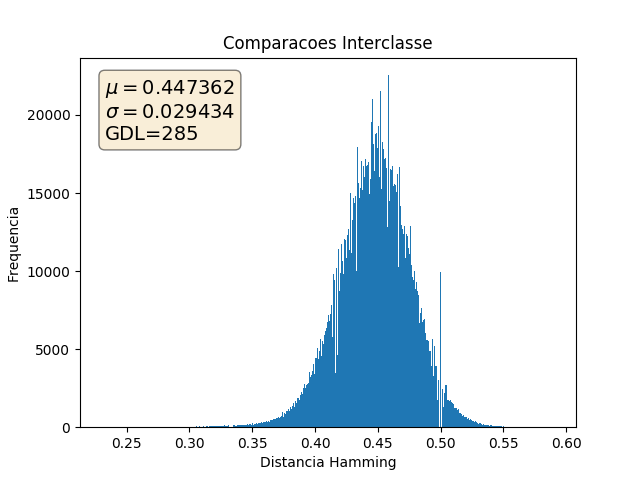 Comparacoes Interclasse
μ = 0.447362
σ = 0.029434
GDL=285
20000
15000
10000
5000
0
Frequencia
0.25 0.30 0.35 0.40 0.45 0.50 0.55 0.60
Distancia Hamming